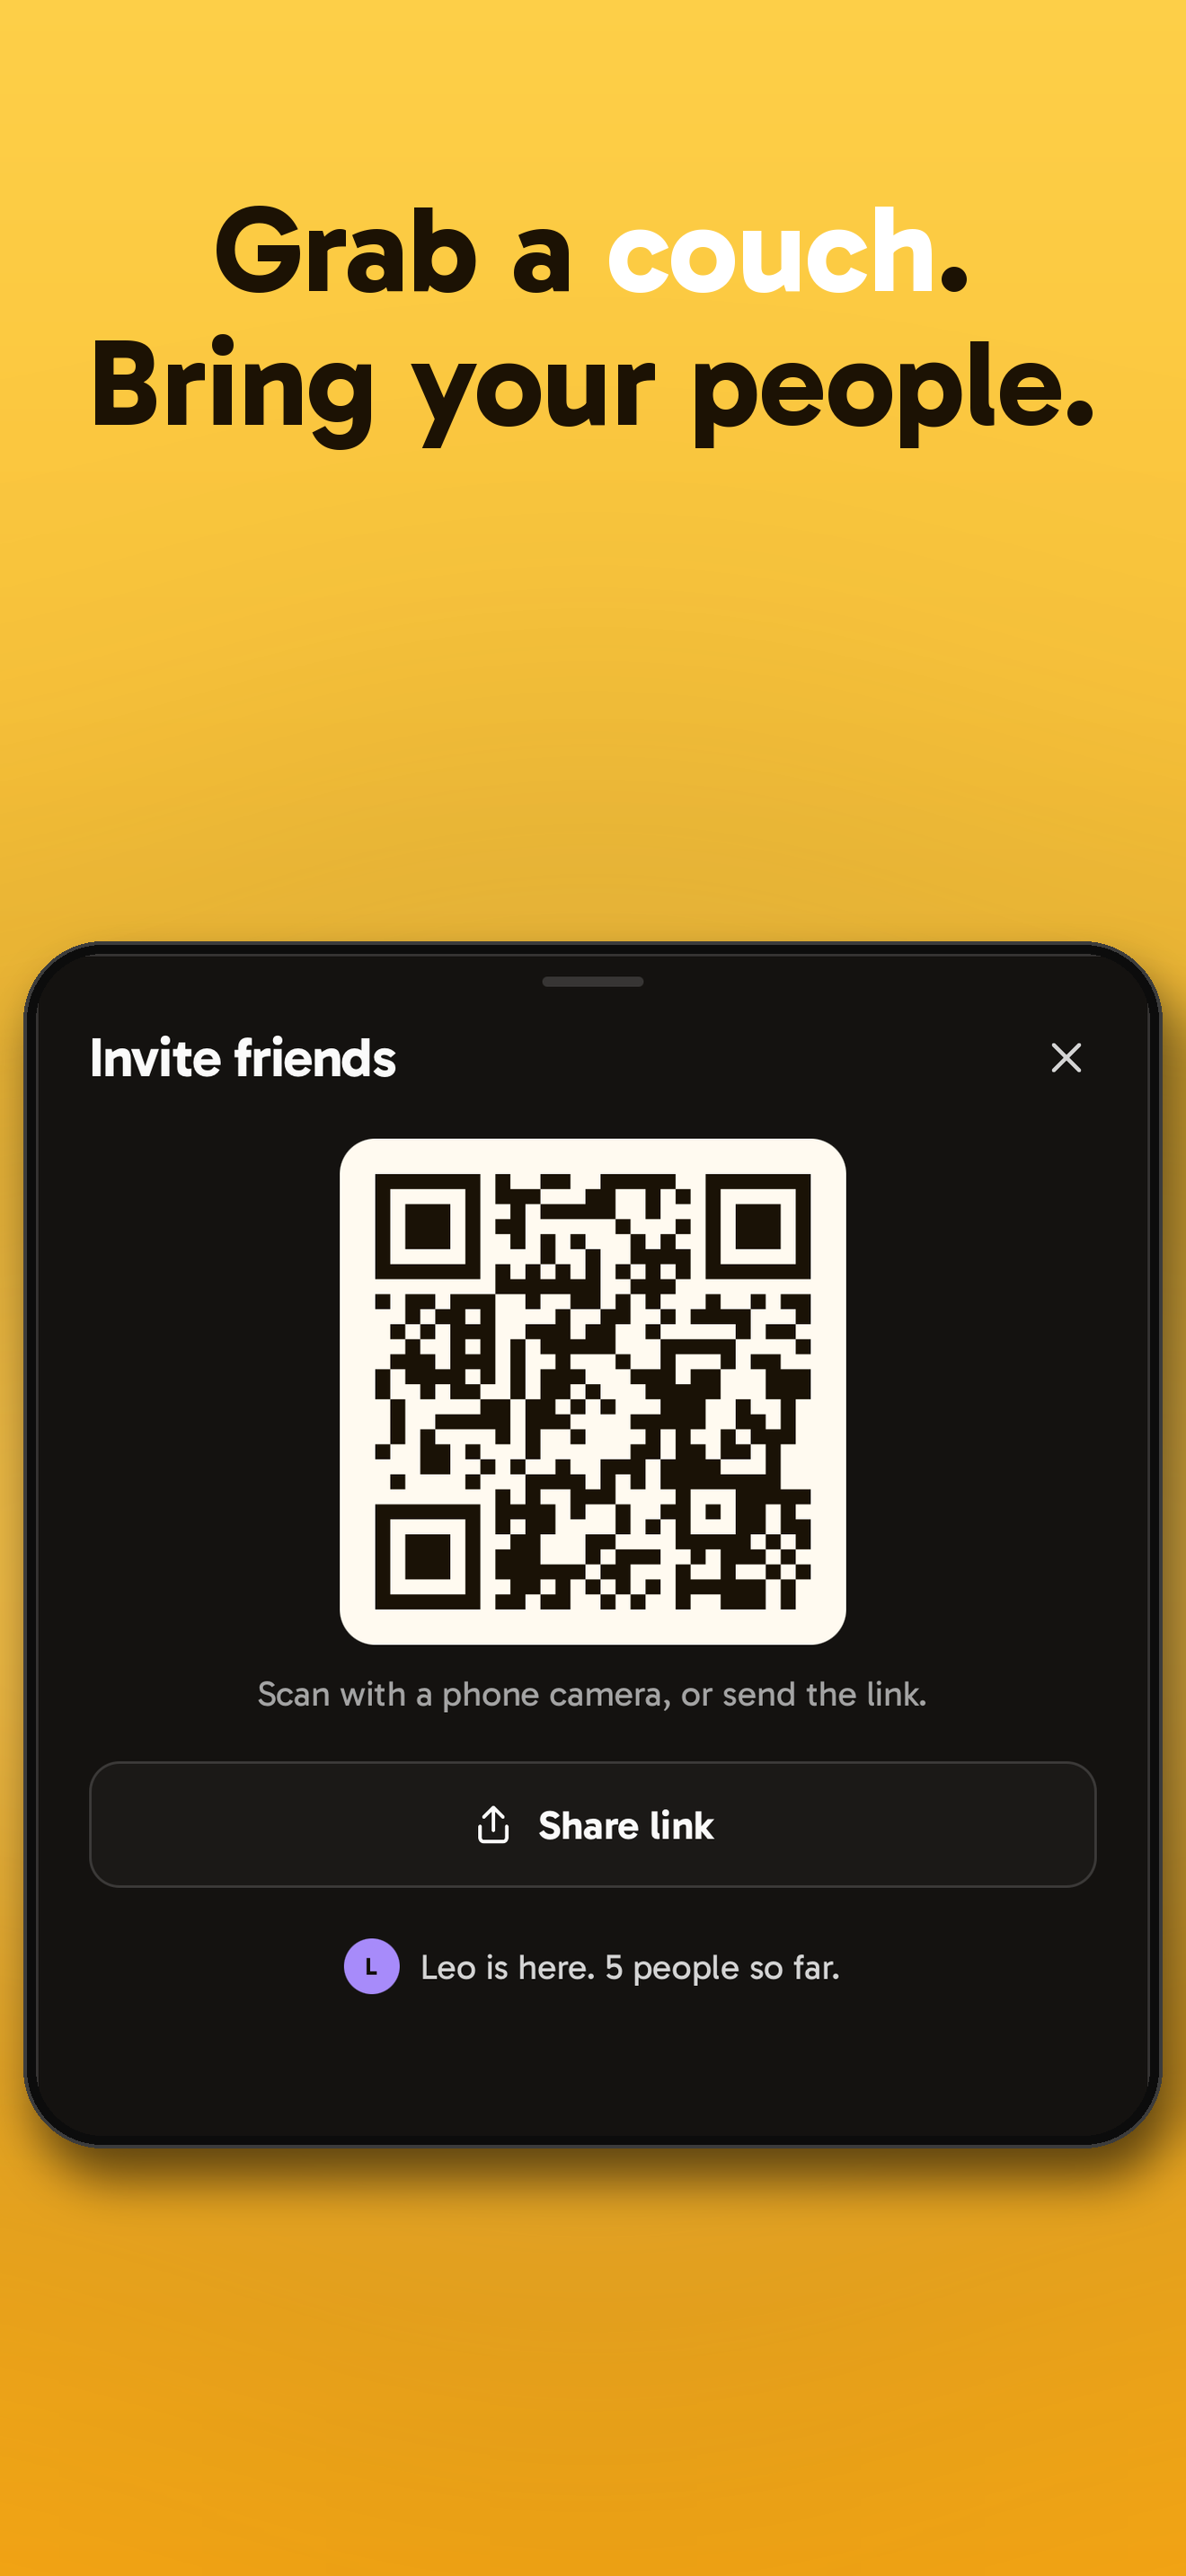 Grab a couch.
Bring your people.
Invite friends
Scan with a phone camera, or send the link.
Share link
L
Leo is here. 5 people so far.